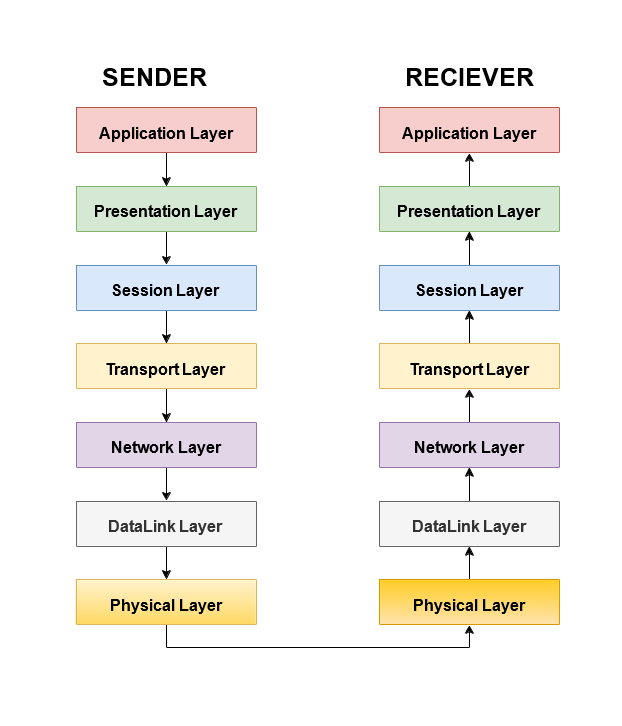 SENDER
RECIEVER
Application Layer
Application Layer
Presentation Layer
Presentation Layer
Session Layer
Session Layer
Transport Layer
Transport Layer
Network Layer
Network Layer
DataLink Layer
DataLink Layer
Physical Layer
Physical Layer